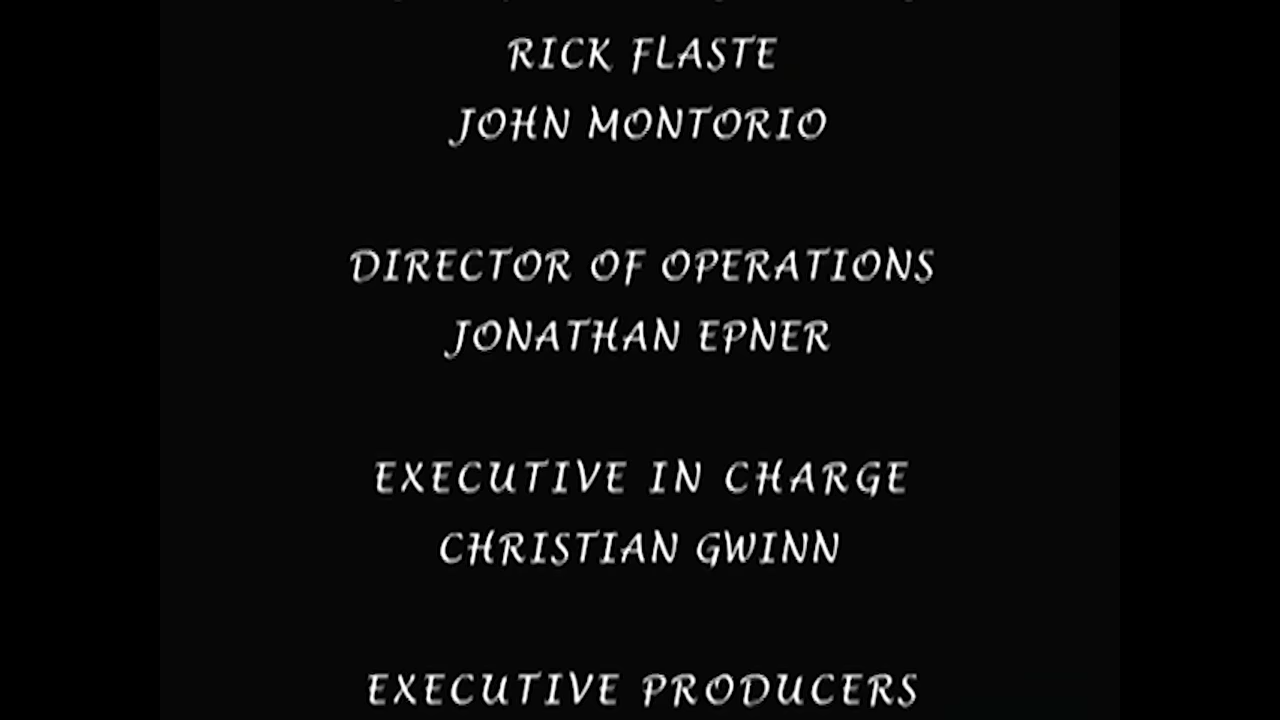 RICK FLASTE
JOHN MONTORIO
DIRECTOR OF OPERATIONS
JONATHAN EPNER
EXECUTIVE IN CHARGE
CHRISTIAN GWINN
EXECUTIVE PRODUCERS